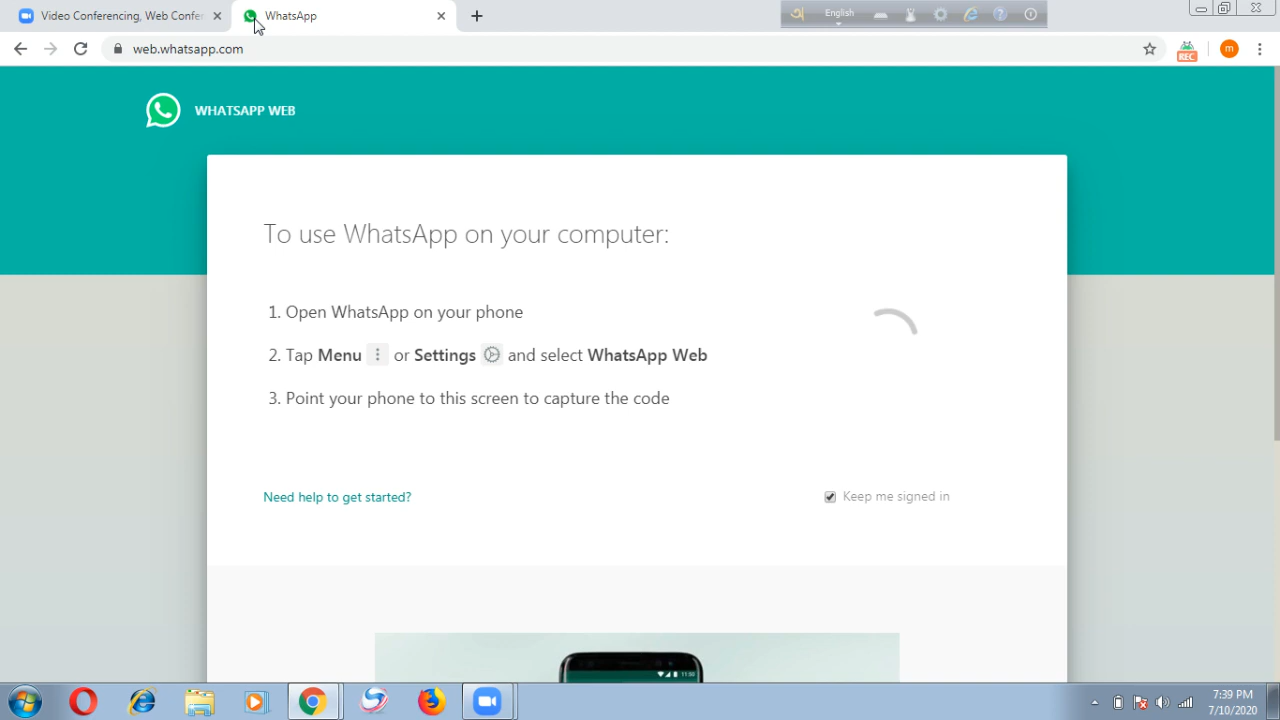 Video Conferencing, Web Confer
WhatsApp
English
web.whatsapp.com
REC
m
WHATSAPP WEB
To use WhatsApp on your computer:
1. Open WhatsApp on your phone
2. Tap Menu or Settings and select WhatsApp Web
3. Point your phone to this screen to capture the code
Need help to get started?
Keep me signed in
7:39 PM
7/10/2020